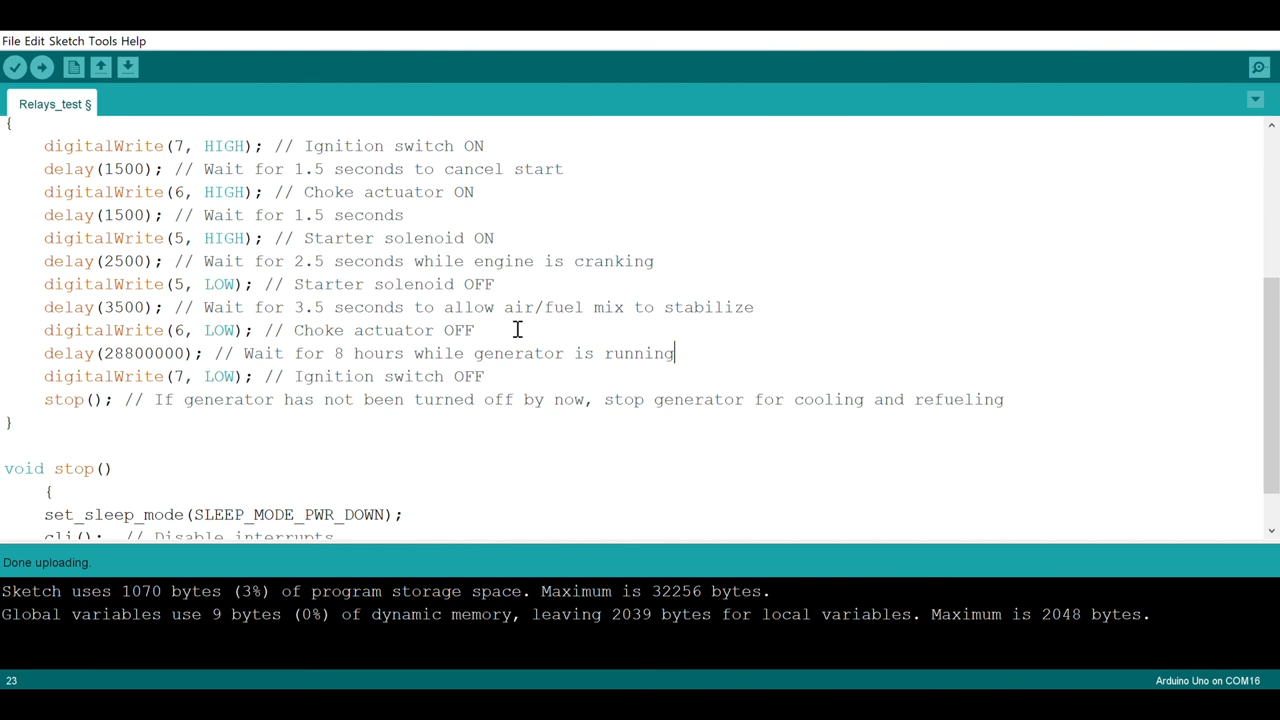 File Edit Sketch Tools Help
Relays_test §
{
digitalWrite(7, HIGH); // Ignition switch ON
delay(1500); // Wait for 1.5 seconds to cancel start
digitalWrite(6, HIGH); // Choke actuator ON
delay(1500); // Wait for 1.5 seconds
digitalWrite(5, HIGH); // Starter solenoid ON
delay(2500); // Wait for 2.5 seconds while engine is cranking
digitalWrite(5, LOW); // Starter solenoid OFF
delay(3500); // Wait for 3.5 seconds to allow air/fuel mix to stabilize
digitalWrite(6, LOW); // Choke actuator OFF
delay(28800000); // Wait for 8 hours while generator is running
digitalWrite(7, LOW); // Ignition switch OFF
stop(); // If generator has not been turned off by now, stop generator for cooling and refueling
}
void stop()
{
set_sleep_mode(SLEEP_MODE_PWR_DOWN);
cli(); // Disable interrupts
Done uploading.
Sketch uses 1070 bytes (3%) of program storage space. Maximum is 32256 bytes.
Global variables use 9 bytes (0%) of dynamic memory, leaving 2039 bytes for local variables. Maximum is 2048 bytes.
23
Arduino Uno on COM16